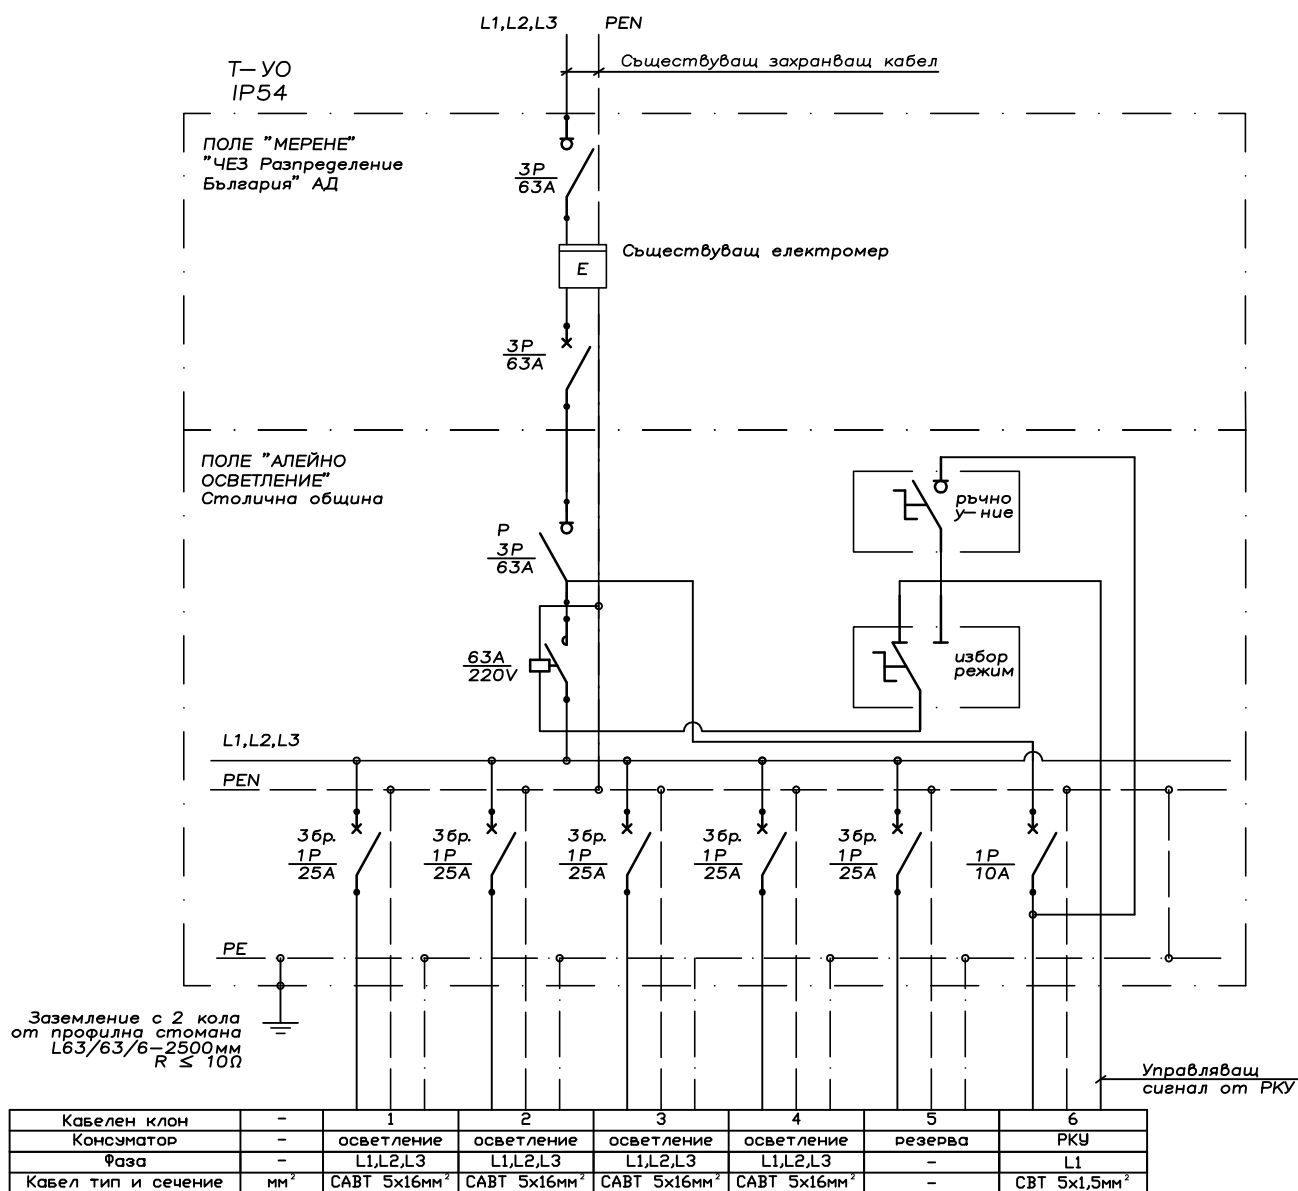 L1,L2,L3
PEN
Съществуващ захранващ кабел
Т-УО
IP54
ПОЛЕ "МЕРЕНЕ"
"ЧЕЗ Разпределение
България" АД
3P
63A
Съществуващ електромер
E
3P
63A
ПОЛЕ "АЛЕЙНО
ОСВЕТЛЕНИЕ"
Столична община
P
3P
63A
ръчно
у-ние
63A
220V
избор
режим
L1,L2,L3
PEN
3бр.
1P
25A
3бр.
1P
25A
3бр.
1P
25A
3бр.
1P
25A
3бр.
1P
25A
1P
10A
PE
Заземление с 2 кола
от профилна стомана
L63/63/6-2500мм
R ≤ 10Ω
Управляващ
сигнал от РКУ
Кабелен клон - 1 2 3 4 5 6
Консуматор - осветление осветление осветление осветление резерва РКУ
Фаза - L1,L2,L3 L1,L2,L3 L1,L2,L3 L1,L2,L3 - L1
Кабел тип и сечение мм² САВТ 5x16мм² САВТ 5x16мм² САВТ 5x16мм² САВТ 5x16мм² - СВТ 5x1,5мм²